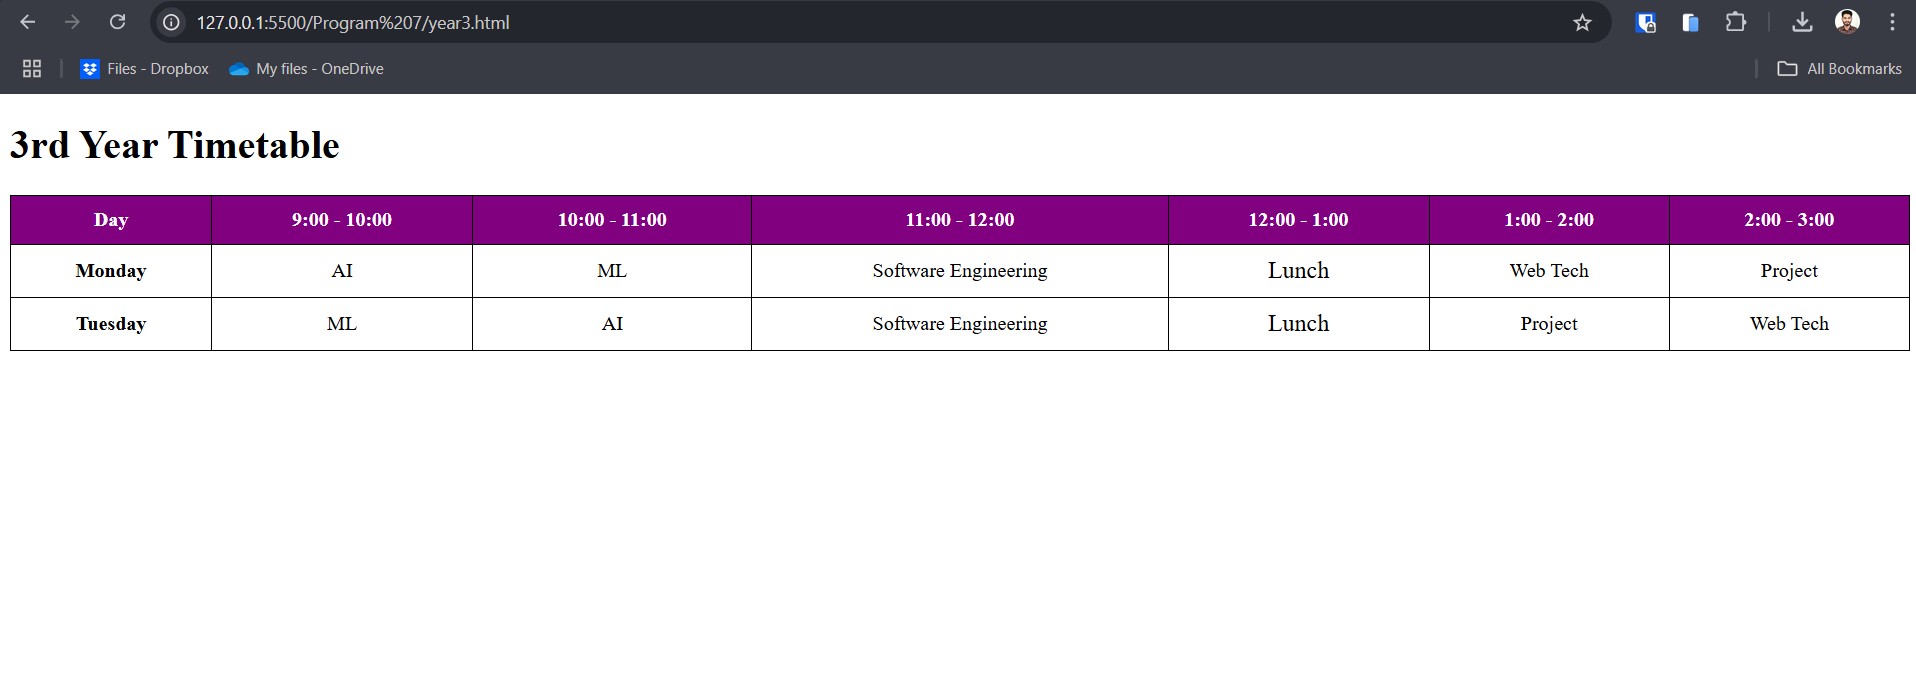 127.0.0.1:5500/Program%207/year3.html
Files - Dropbox My files - OneDrive All Bookmarks
3rd Year Timetable
Day 9:00 - 10:00 10:00 - 11:00 11:00 - 12:00 12:00 - 1:00 1:00 - 2:00 2:00 - 3:00
Monday AI ML Software Engineering Lunch Web Tech Project
Tuesday ML AI Software Engineering Lunch Project Web Tech